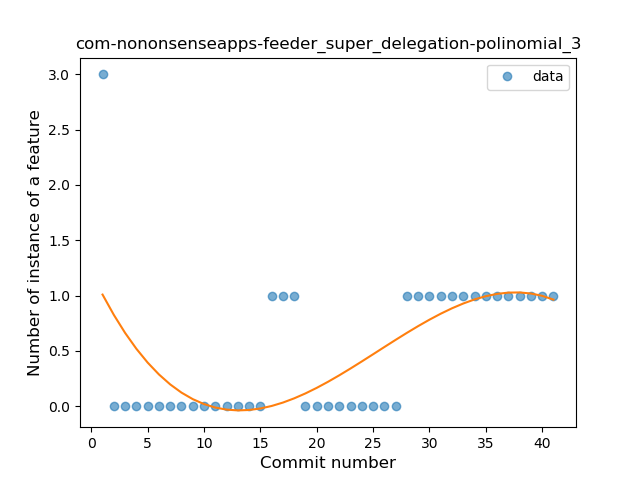 com-nononsenseapps-feeder_super_delegation-polinomial_3
data
Number of instance of a feature
3.0
2.5
2.0
1.5
1.0
0.5
0.0
0 5 10 15 20 25 30 35 40
Commit number